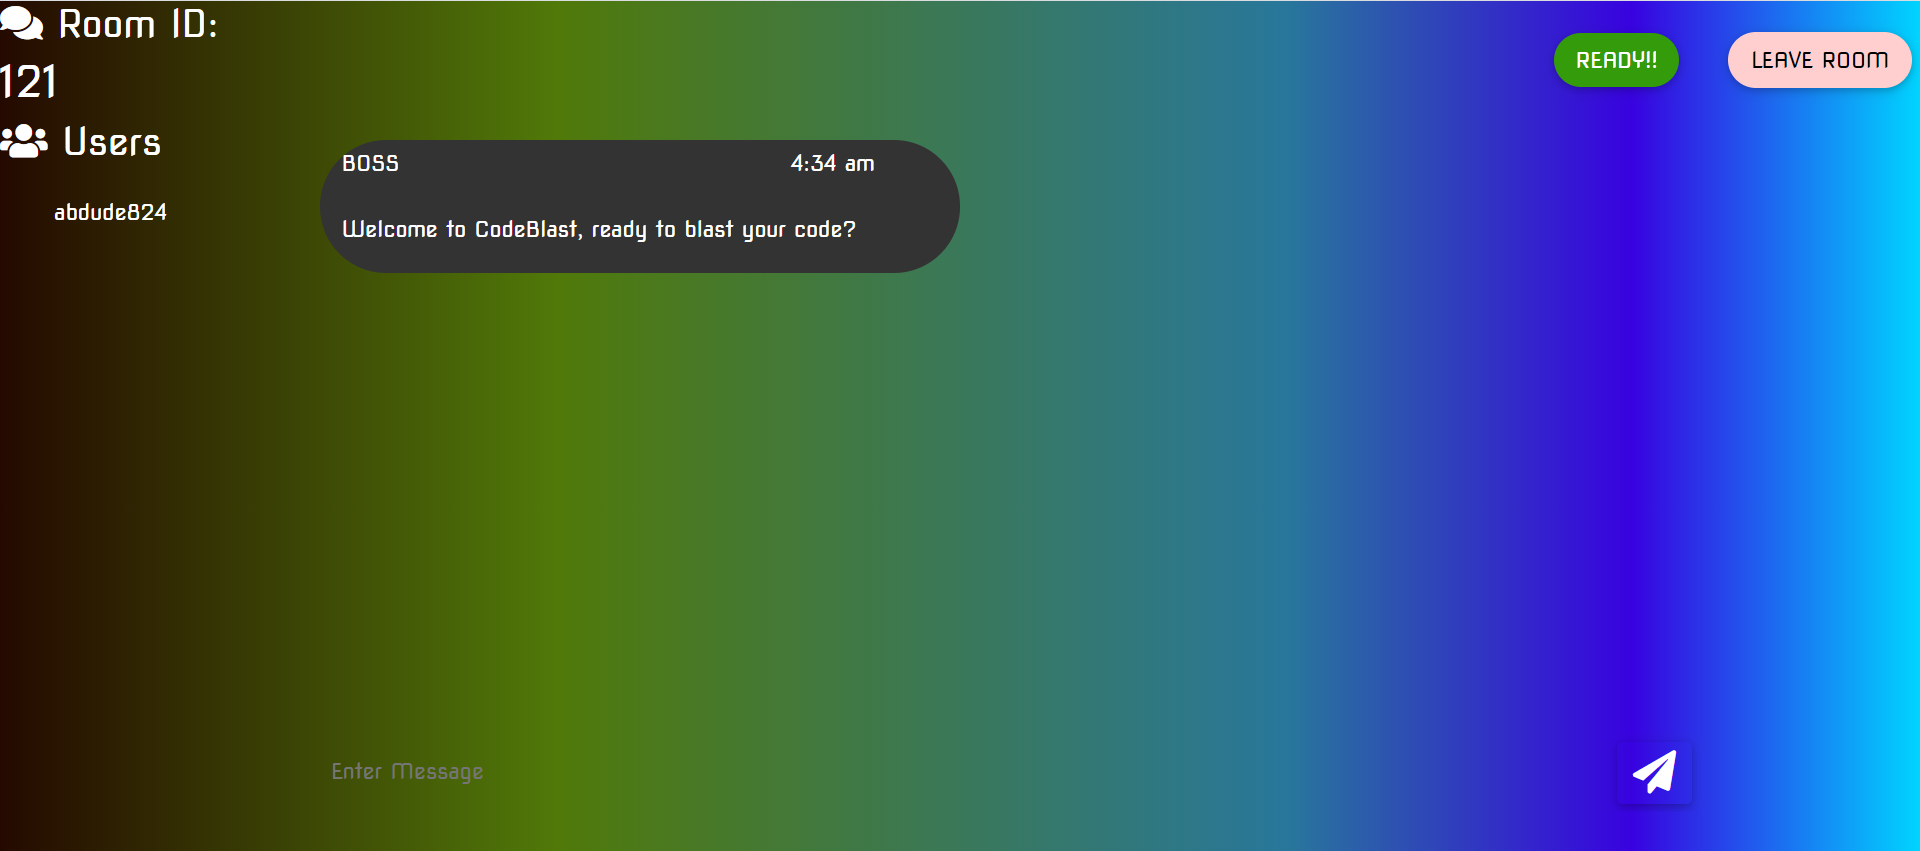 Room ID:
121
Users
abdude824
READY!!
LEAVE ROOM
BOSS 4:34 am
Welcome to CodeBlast, ready to blast your code?
Enter Message